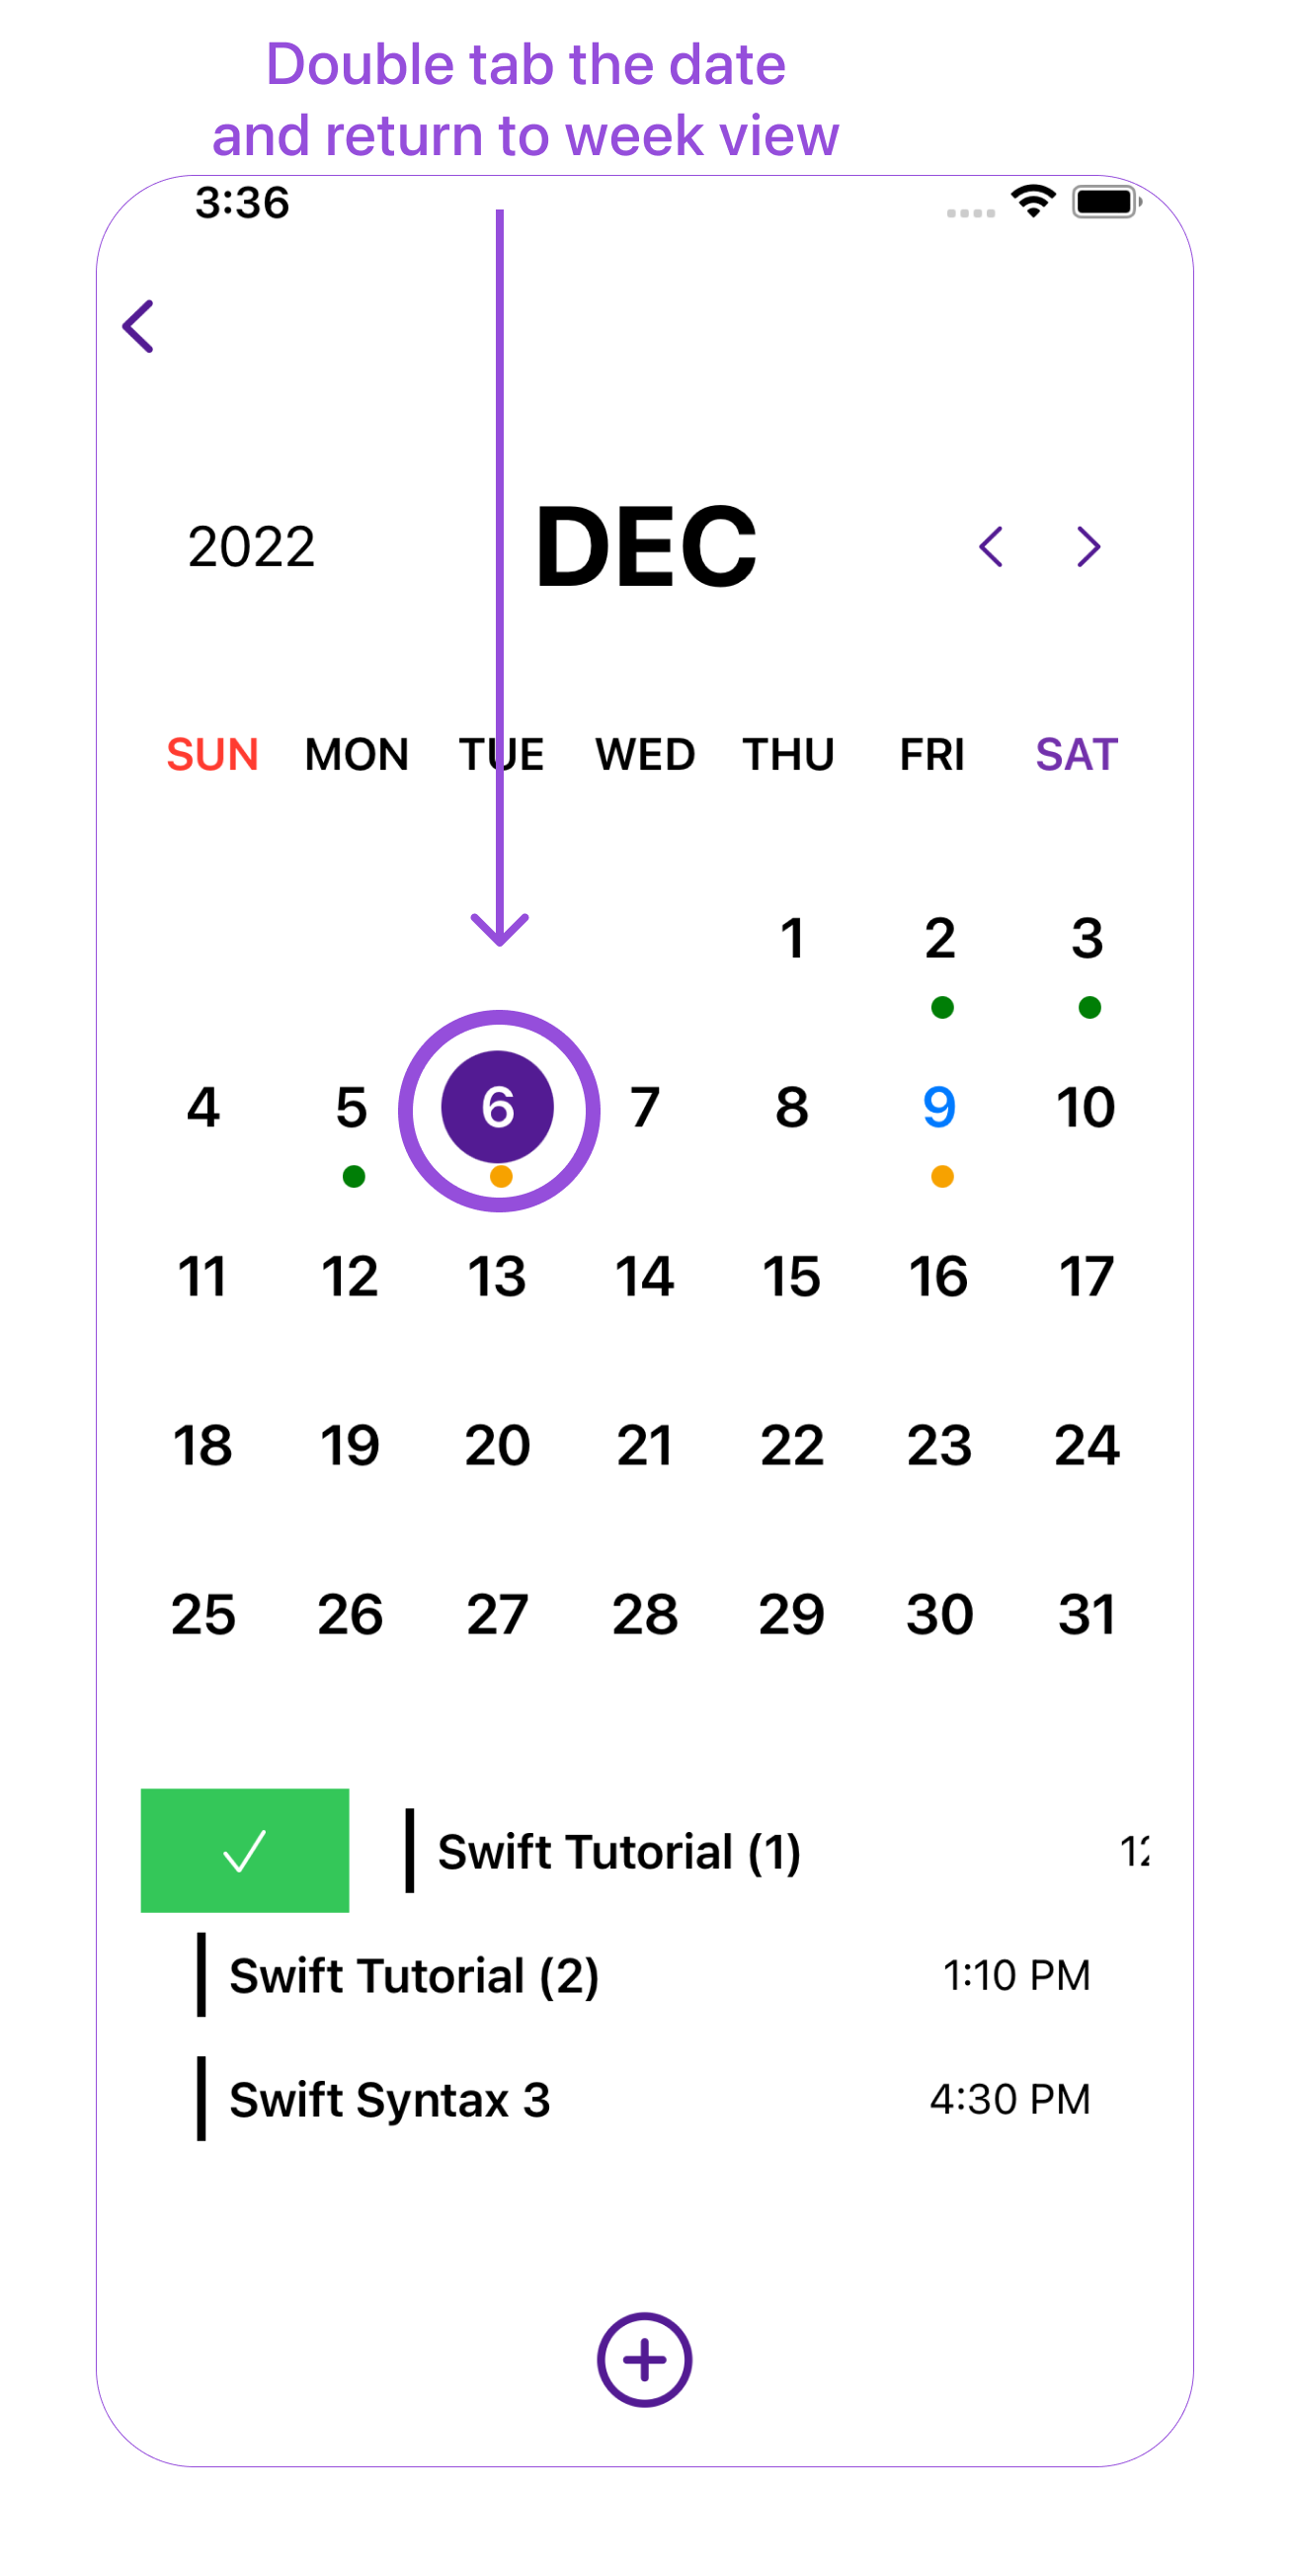 Double tab the date
and return to week view
3:36
2022 DEC
SUN MON TUE WED THU FRI SAT
1 2 3
4 5 6 7 8 9 10
11 12 13 14 15 16 17
18 19 20 21 22 23 24
25 26 27 28 29 30 31
Swift Tutorial (1)
Swift Tutorial (2) 1:10 PM
Swift Syntax 3 4:30 PM